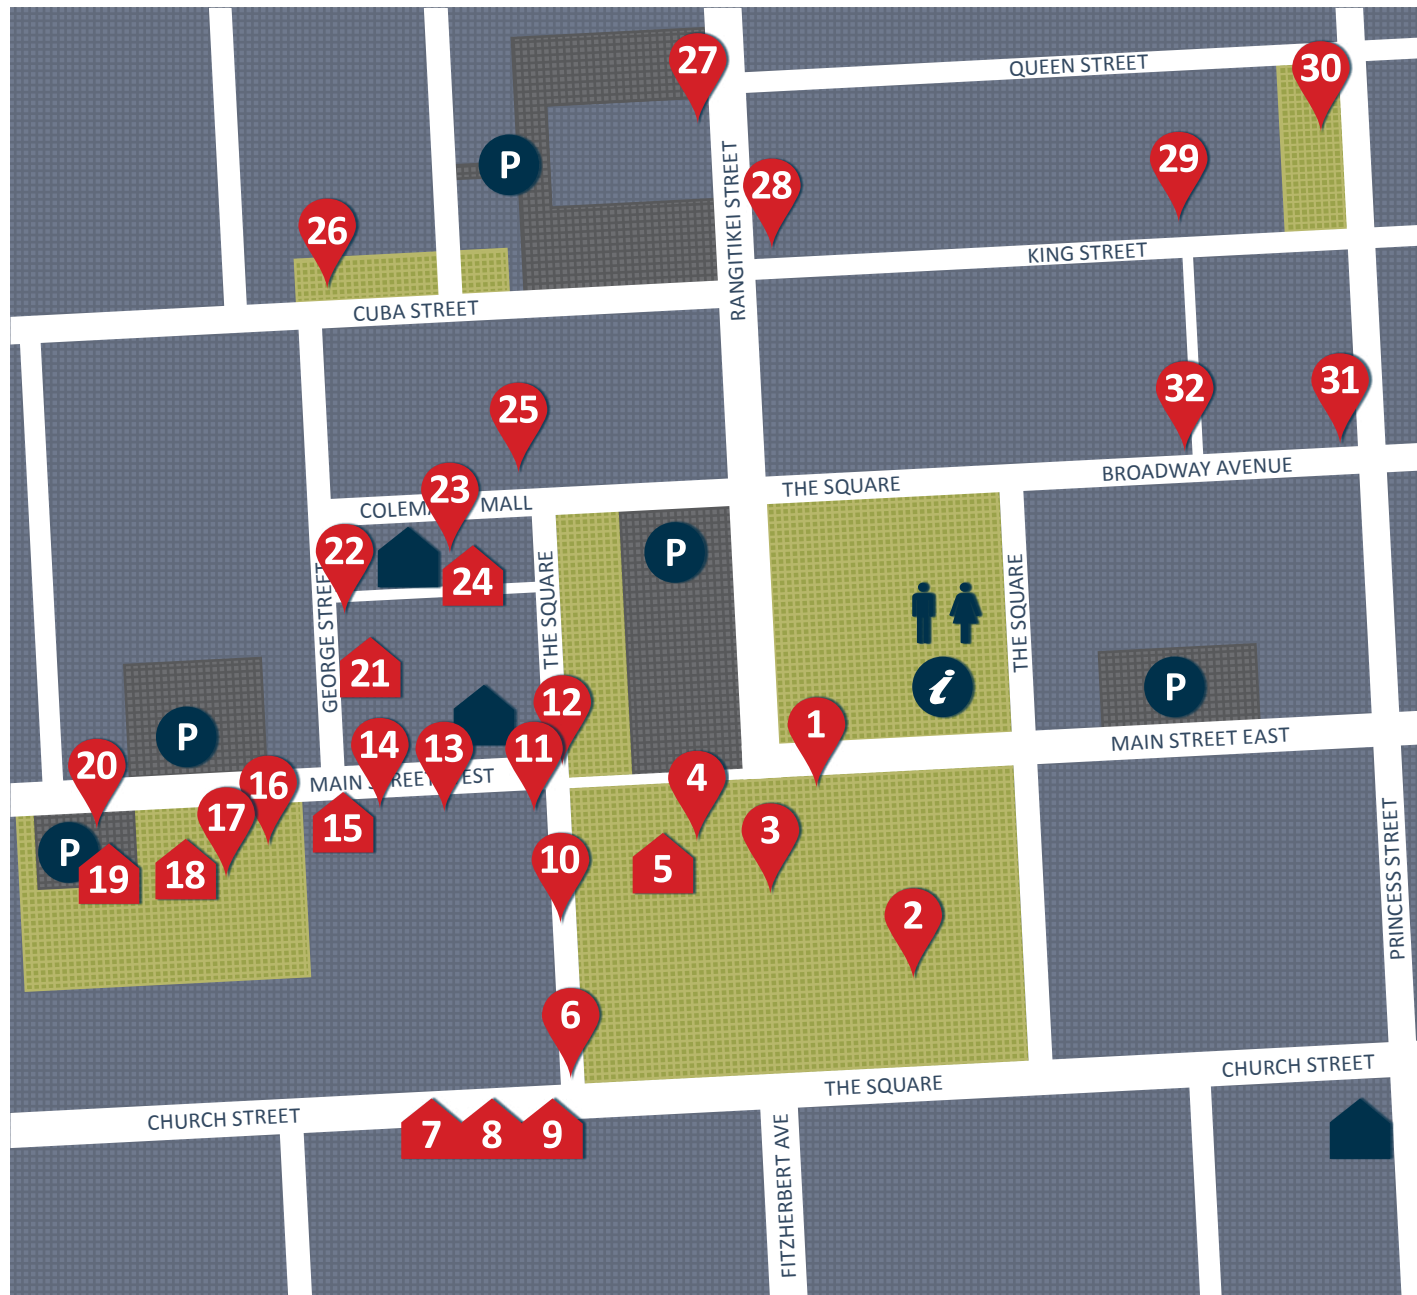 27
QUEEN STREET
30
P
29
28
RANGITIKEI STREET
26
KING STREET
CUBA STREET
25
32
31
BROADWAY AVENUE
THE SQUARE
23
COLEM MALL
22
P
24
GEORGE STREET
THE SQUARE
THE SQUARE
21
i
P
12
1
P
14
13
11
MAIN STREET EAST
20
16
MAIN STREET EST
4
17
15
3
P
19
18
10
5
2
PRINCESS STREET
6
CHURCH STREET
THE SQUARE
CHURCH STREET
7
8
9
FITZHERBERT AVE